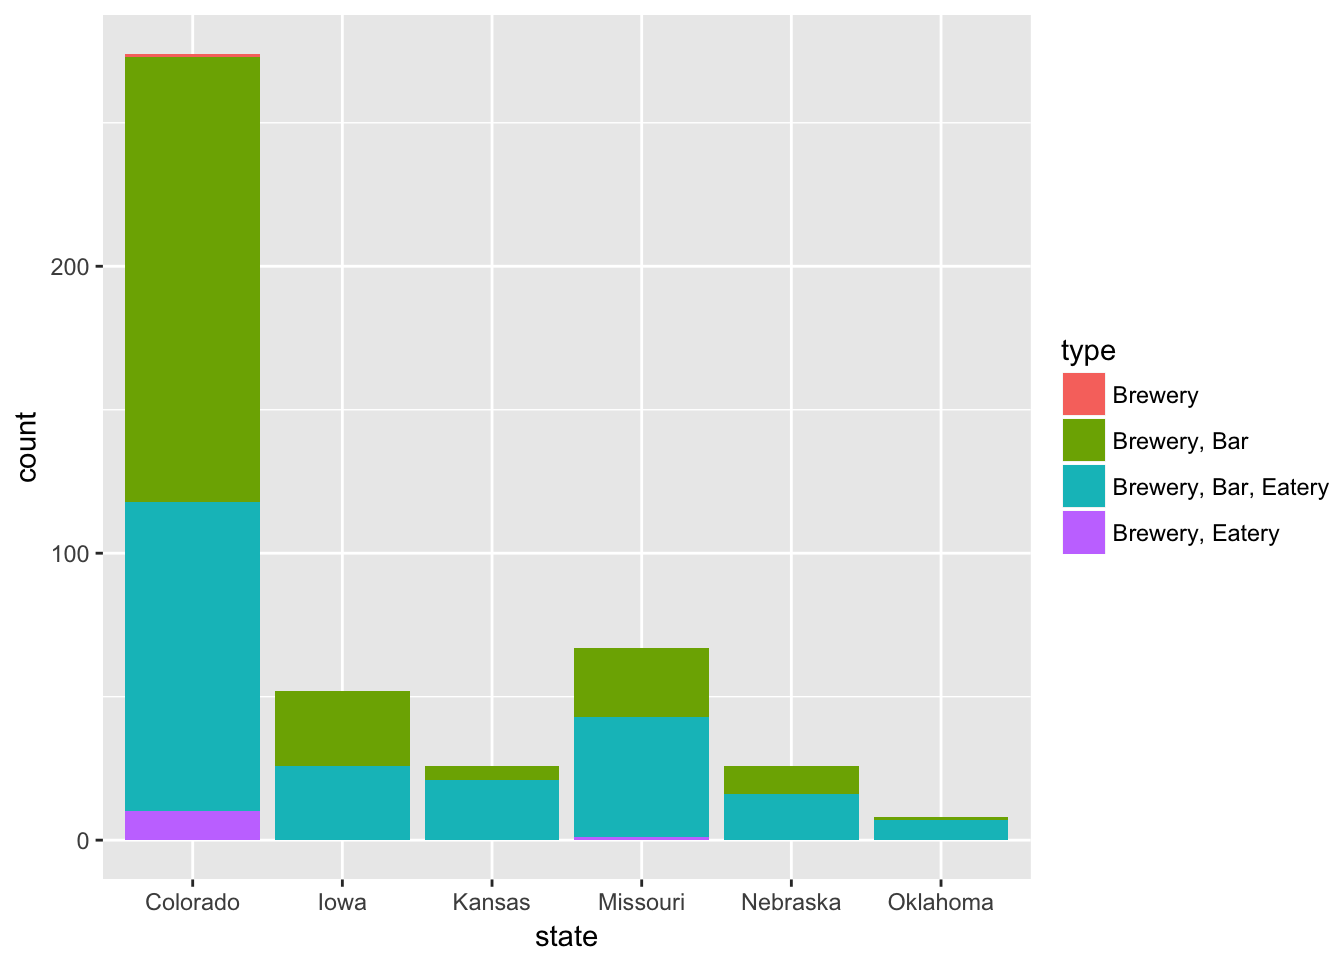 200
100
0
count
Colorado Iowa Kansas Missouri Nebraska Oklahoma
state
type
Brewery
Brewery, Bar
Brewery, Bar, Eatery
Brewery, Eatery